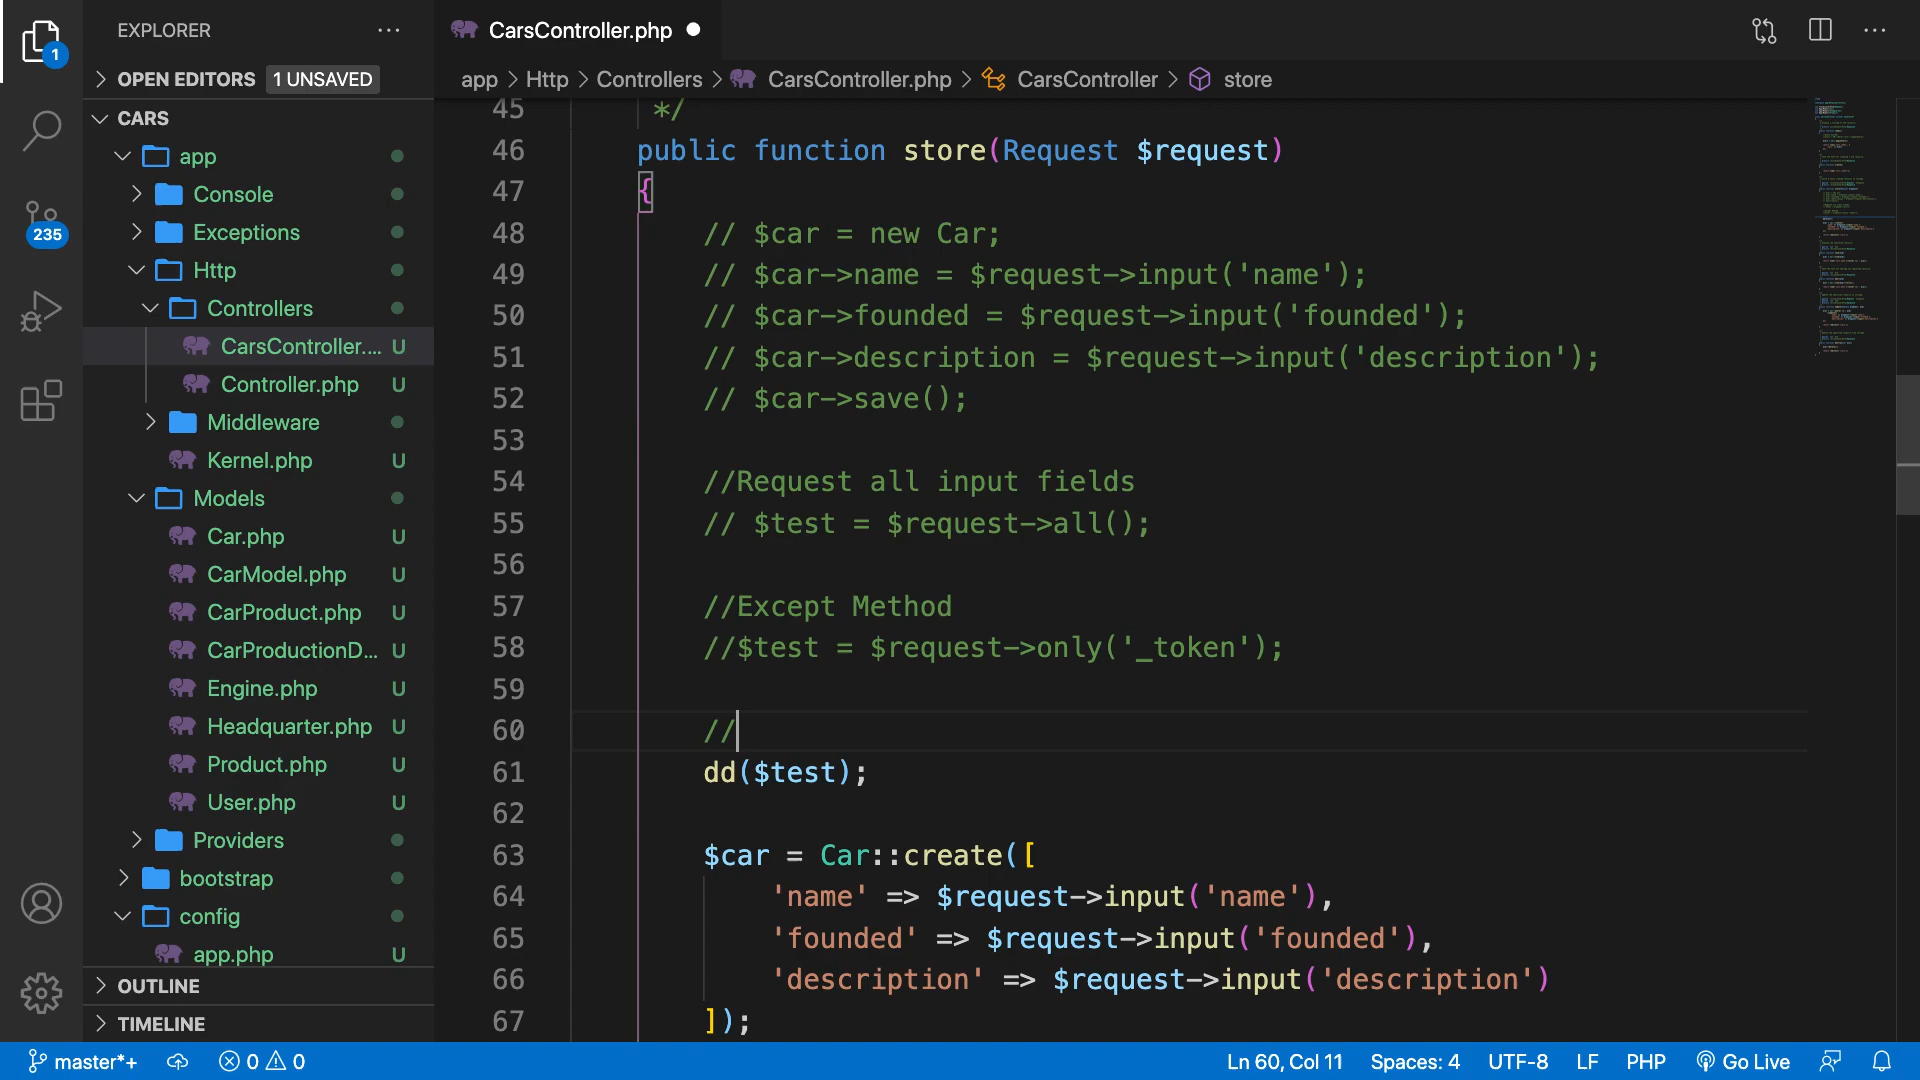 EXPLORER
CarsController.php
1
OPEN EDITORS
1 UNSAVED
app
Http
Controllers
CarsController.php
CarsController
store
CARS
app
Console
235
Exceptions
Http
Controllers
CarsController.... U
Controller.php U
Middleware
Kernel.php U
Models
Car.php U
CarModel.php U
CarProduct.php U
CarProductionD... U
Engine.php U
Headquarter.php U
Product.php U
User.php U
Providers
bootstrap
config
app.php U
OUTLINE
TIMELINE
45 */
46 public function store(Request $request)
47 {
48 // $car = new Car;
49 // $car->name = $request->input('name');
50 // $car->founded = $request->input('founded');
51 // $car->description = $request->input('description');
52 // $car->save();
53
54 //Request all input fields
55 // $test = $request->all();
56
57 //Except Method
58 //$test = $request->only('_token');
59
60 //
61 dd($test);
62
63 $car = Car::create([
64 'name' => $request->input('name'),
65 'founded' => $request->input('founded'),
66 'description' => $request->input('description')
67 ]);
master*+ 0 0 Ln 60, Col 11 Spaces: 4 UTF-8 LF PHP Go Live